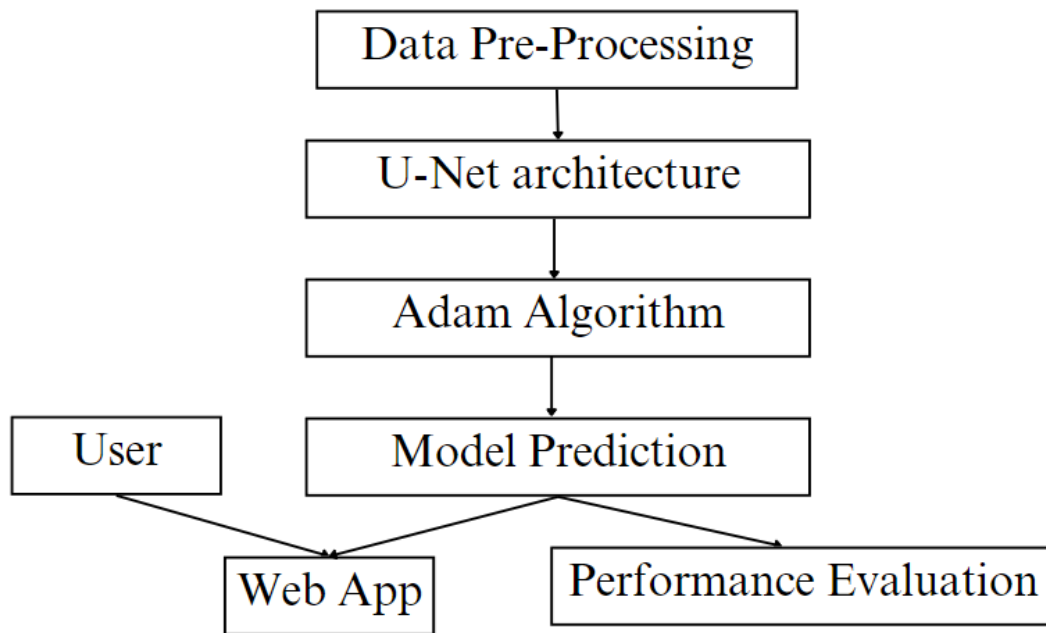 Data Pre-Processing
U-Net architecture
Adam Algorithm
User
Model Prediction
Web App
Performance Evaluation